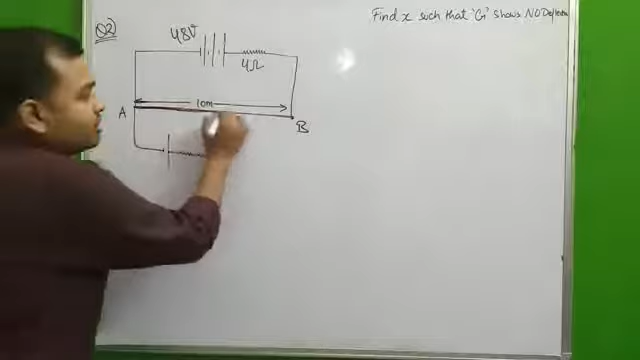 Find x such that 'G' shows NO Deflection
Q2)
48V
4Ω
10m
A
B